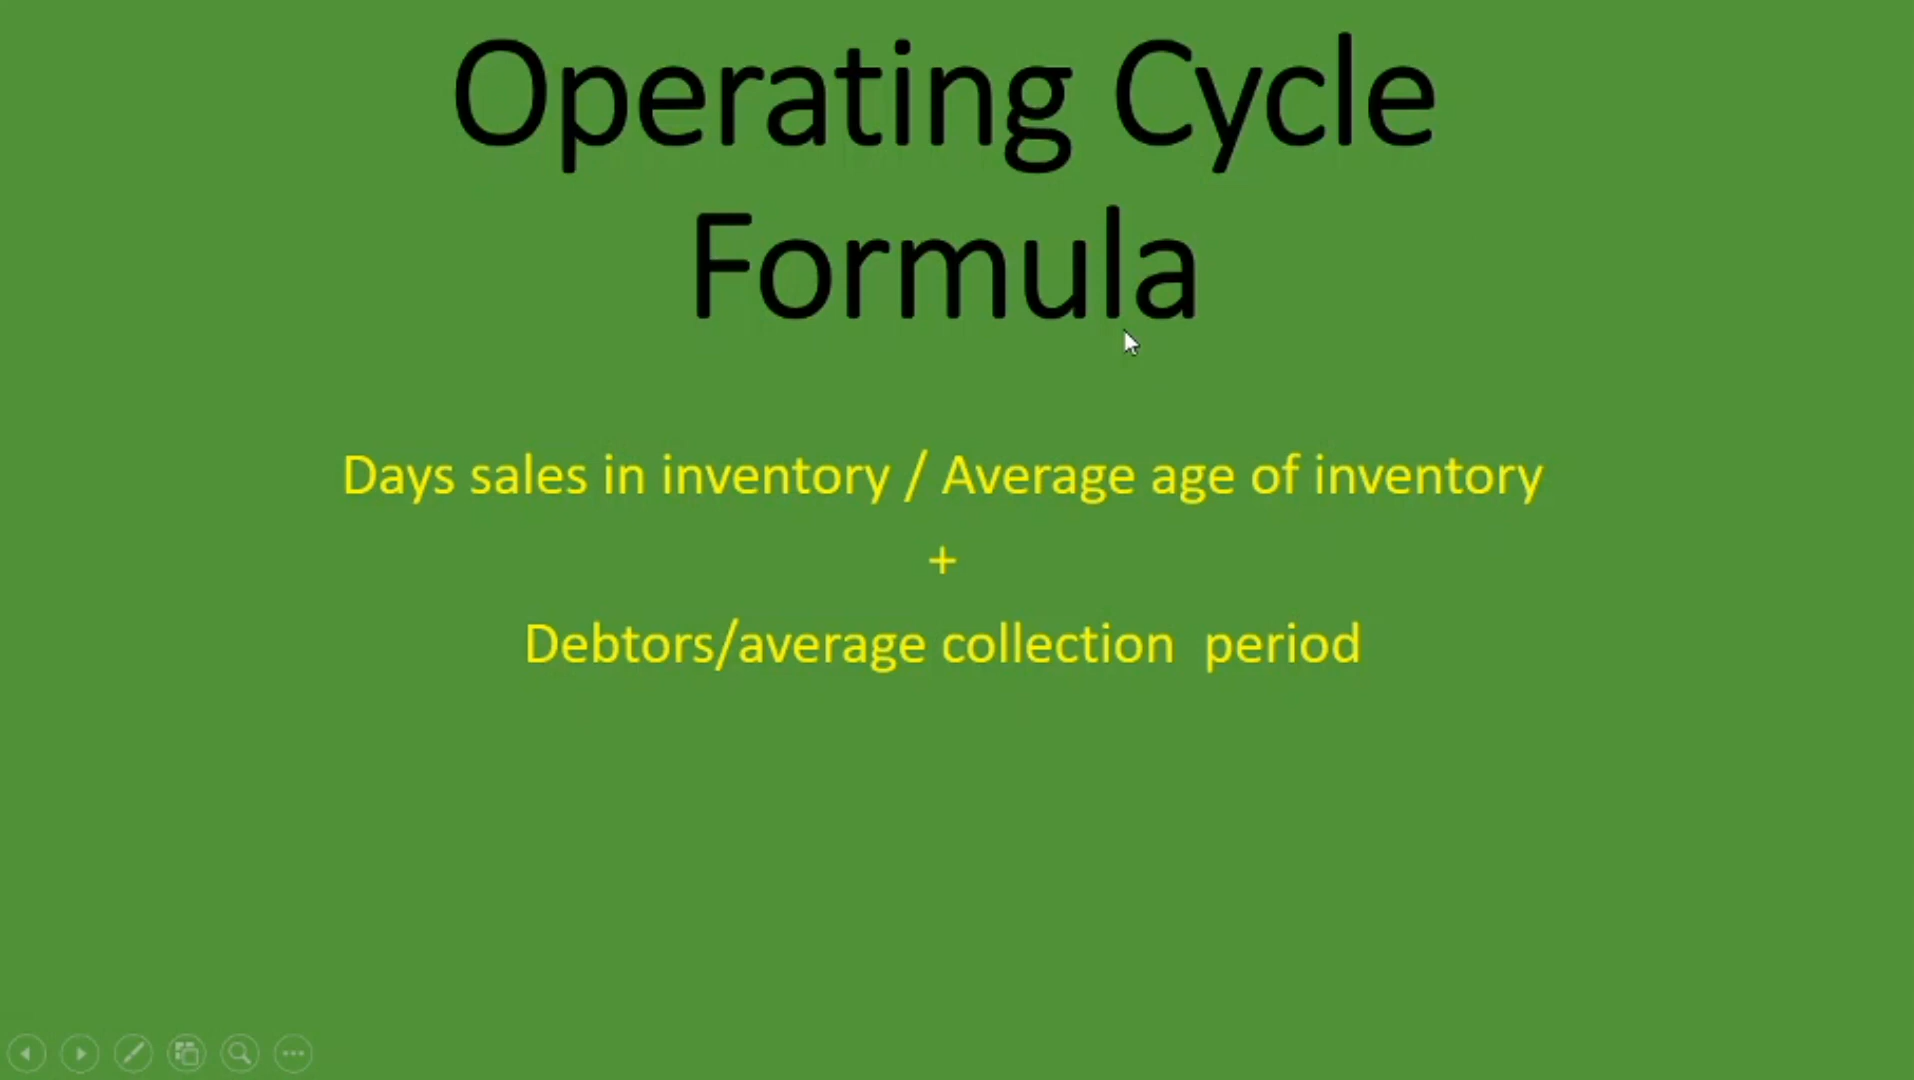 Operating Cycle
Formula
Days sales in inventory / Average age of inventory
+
Debtors/average collection  period